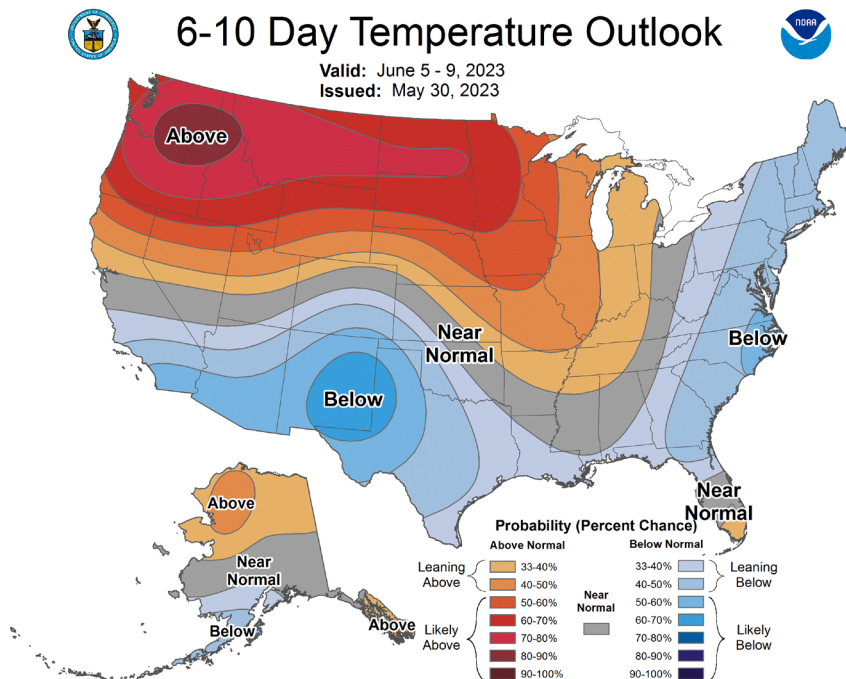 6-10 Day Temperature Outlook
NOAA
Valid: June 5 - 9, 2023
Issued: May 30, 2023
Above
Near
Normal
Below
Below
Above
Near
Normal
Near
Normal
Below
Above
Probability (Percent Chance)
Above Normal
Below Normal
Leaning
Above
33-40%
40-50%
Likely
Above
50-60%
60-70%
70-80%
80-90%
90-100%
Near
Normal
33-40%
40-50%
Leaning
Below
50-60%
60-70%
70-80%
80-90%
90-100%
Likely
Below